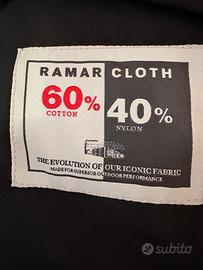 RAMAR CLOTH
60% 40%
COTTON NYLON
THE EVOLUTION OF OUR ICONIC FABRIC
MADE FOR SUPERIOR OUTDOOR PERFORMANCE
subito